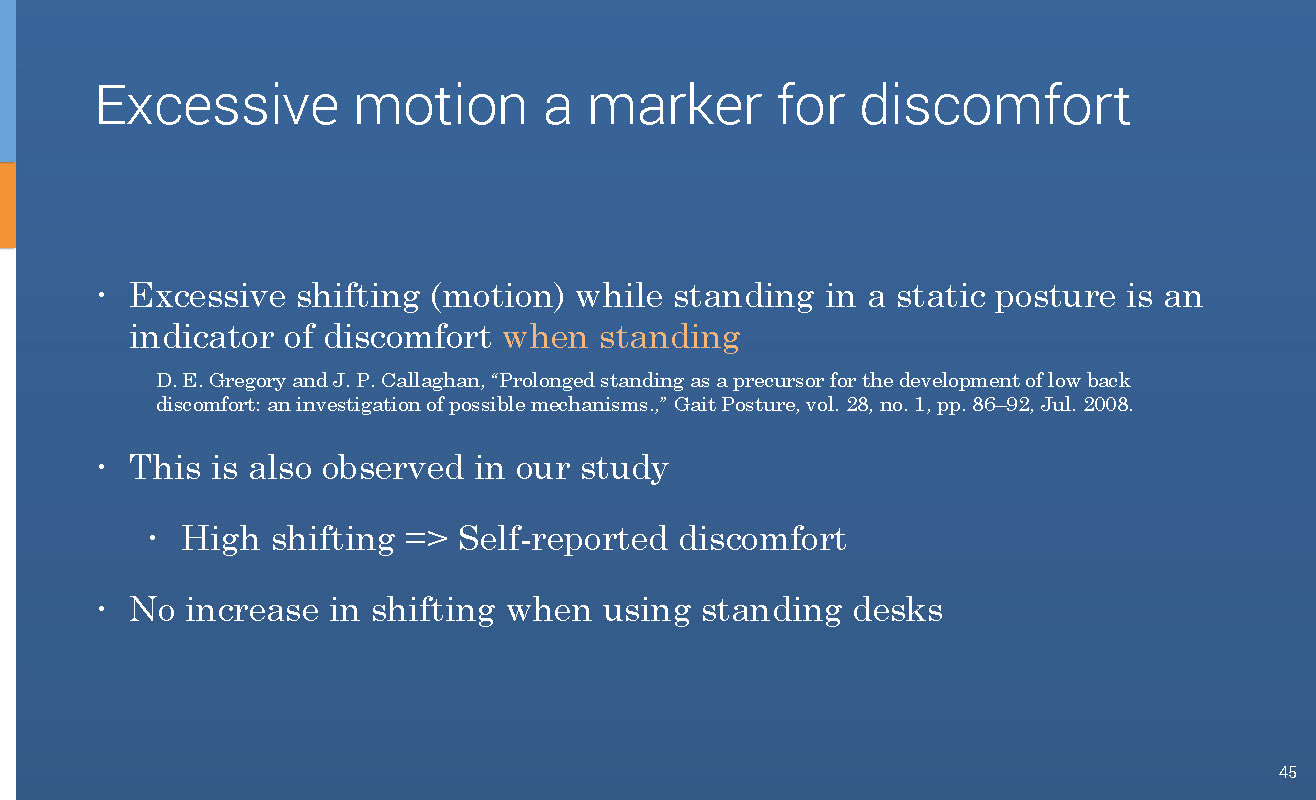 Excessive motion a marker for discomfort
· Excessive shifting (motion) while standing in a static posture is an
indicator of discomfort when standing
D. E. Gregory and J. P. Callaghan, “Prolonged standing as a precursor for the development of low back
discomfort: an investigation of possible mechanisms.,” Gait Posture, vol. 28, no. 1, pp. 86–92, Jul. 2008.
· This is also observed in our study
· High shifting => Self-reported discomfort
· No increase in shifting when using standing desks
45